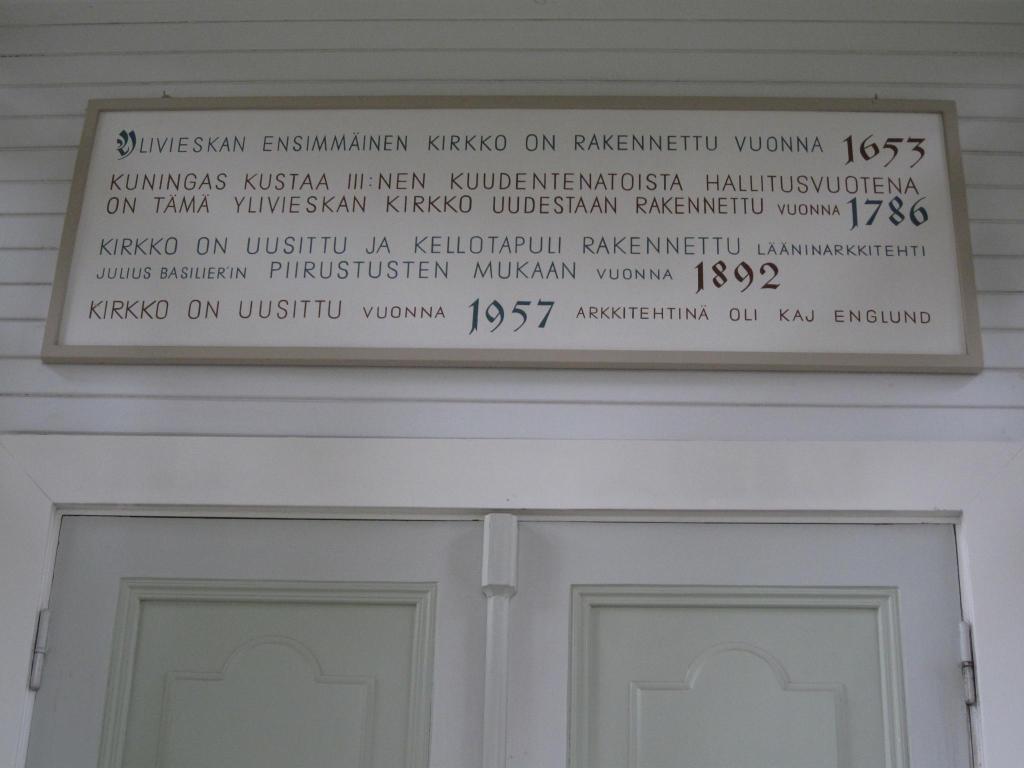 YLIVIESKAN ENSIMMÄINEN KIRKKO ON RAKENNETTU VUONNA 1653
KUNINGAS KUSTAA III:NEN KUUDENTENATOISTA HALLITUSVUOTENA
ON TÄMÄ YLIVIESKAN KIRKKO UUDESTAAN RAKENNETTU VUONNA 1786
KIRKKO ON UUSITTU JA KELLOTAPULI RAKENNETTU LÄÄNINARKKITEHTI
JULIUS BASILIER'IN PIIRUSTUSTEN MUKAAN VUONNA 1892
KIRKKO ON UUSITTU VUONNA 1957 ARKKITEHTINÄ OLI KAJ ENGLUND